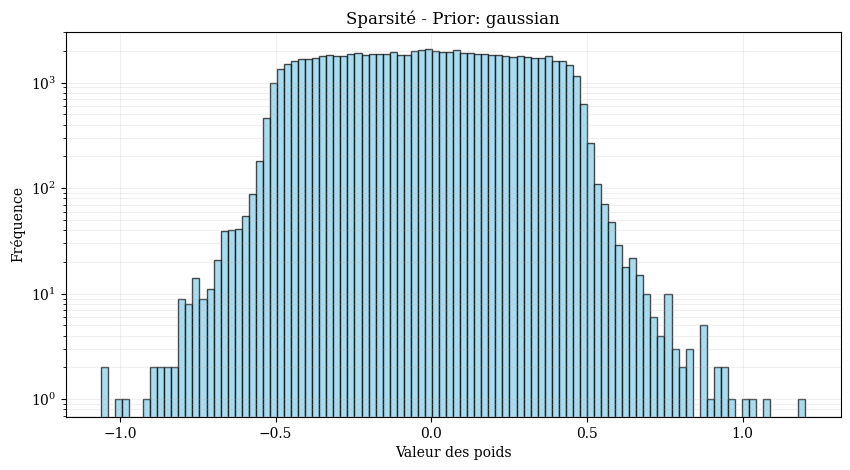 Sparsité - Prior: gaussian
Fréquence
10³
10²
10¹
10⁰
−1.0 −0.5 0.0 0.5 1.0
Valeur des poids